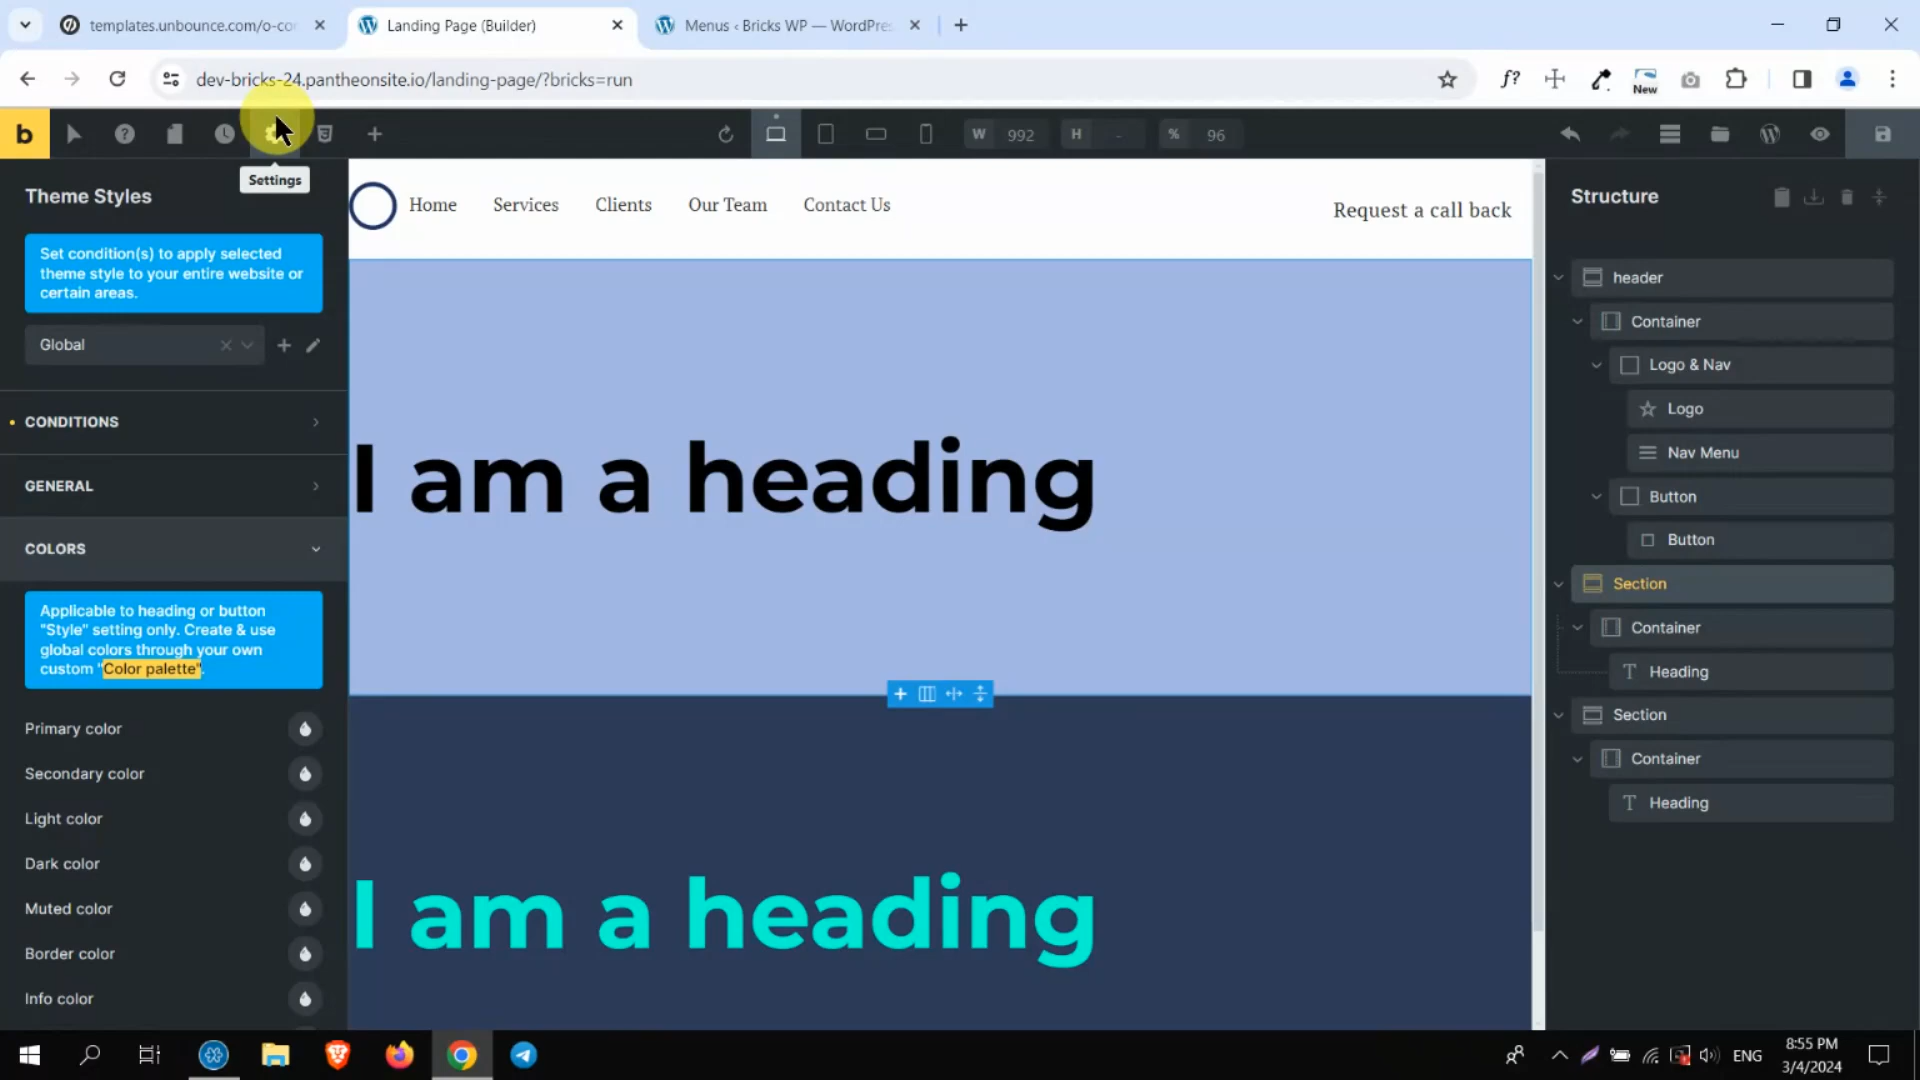 templates.unbounce.com/o-co
Landing Page (Builder)
Menus ‹ Bricks WP — WordPre
dev-bricks-24.pantheonsite.io/landing-page/?bricks=run
f?
New
b
W 992
H -
% 96
Settings
Theme Styles
Set condition(s) to apply selected
theme style to your entire website or
certain areas.
Global
CONDITIONS
GENERAL
COLORS
Applicable to heading or button
"Style" setting only. Create & use
global colors through your own
custom "Color palette".
Primary color
Secondary color
Light color
Dark color
Muted color
Border color
Info color
Home
Services
Clients
Our Team
Contact Us
Request a call back
I am a heading
I am a heading
Structure
header
Container
Logo & Nav
Logo
Nav Menu
Button
Button
Section
Container
Heading
Section
Container
Heading
ENG
8:55 PM
3/4/2024